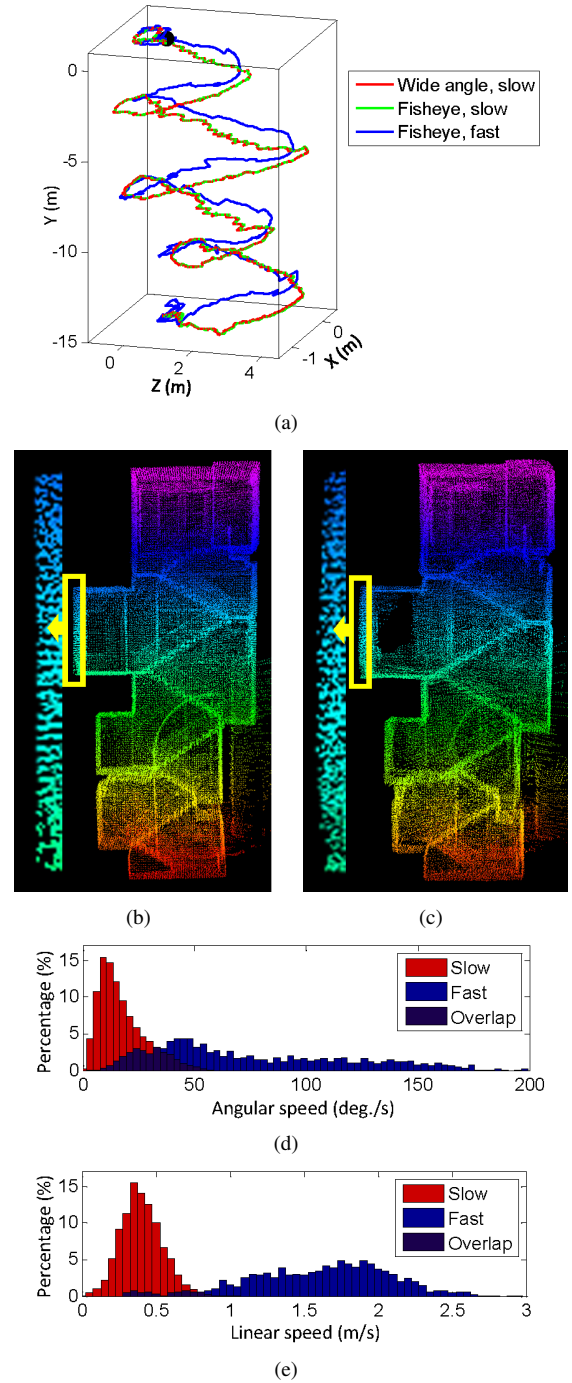 0
-5
-10
-15
Y (m)
0
2
4
Z (m)
-1
0
X (m)
Wide angle, slow
Fisheye, slow
Fisheye, fast
(a)
(b)
(c)
15
10
5
0
Percentage (%)
Slow
Fast
Overlap
0
50
100
150
200
Angular speed (deg./s)
(d)
15
10
5
0
Percentage (%)
Slow
Fast
Overlap
0
0.5
1
1.5
2
2.5
3
Linear speed (m/s)
(e)